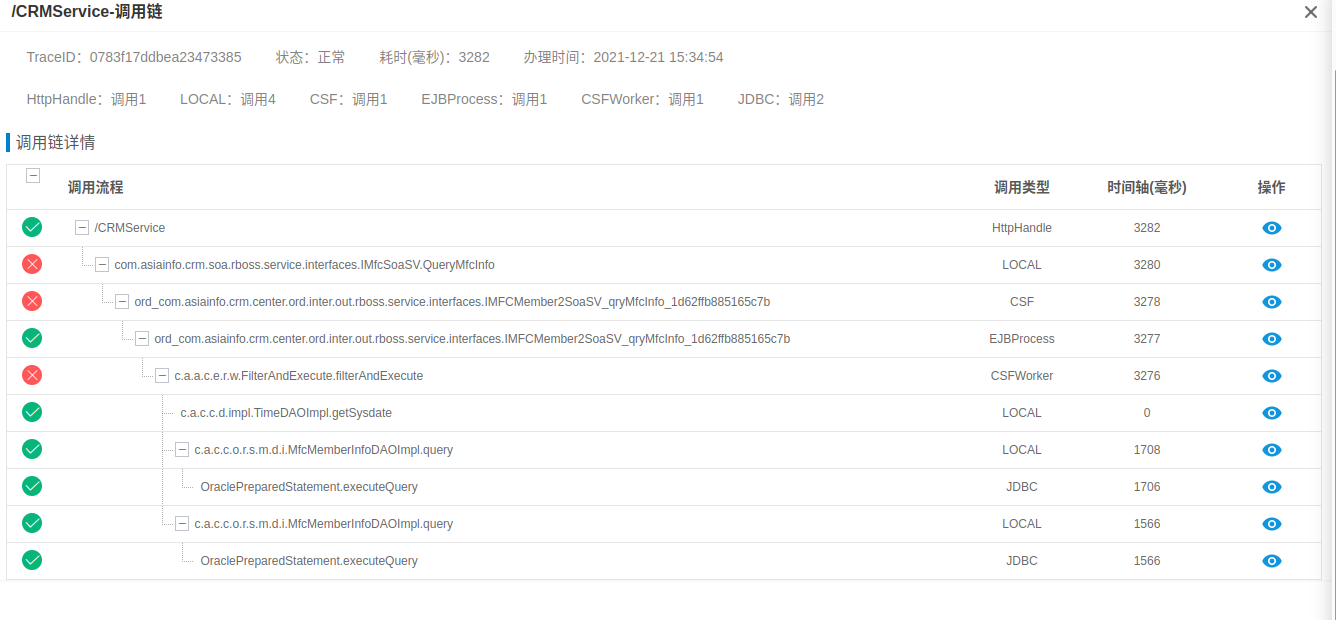 /CRMService-调用链
TraceID：0783f17ddbea23473385 状态：正常 耗时(毫秒)：3282 办理时间：2021-12-21 15:34:54
HttpHandle：调用1 LOCAL：调用4 CSF：调用1 EJBProcess：调用1 CSFWorker：调用1 JDBC：调用2
调用链详情
调用流程 调用类型 时间轴(毫秒) 操作
/CRMService HttpHandle 3282
com.asiainfo.crm.soa.rboss.service.interfaces.IMfcSoaSV.QueryMfcInfo LOCAL 3280
ord_com.asiainfo.crm.center.ord.inter.out.rboss.service.interfaces.IMFCMember2SoaSV_qryMfcInfo_1d62ffb885165c7b CSF 3278
ord_com.asiainfo.crm.center.ord.inter.out.rboss.service.interfaces.IMFCMember2SoaSV_qryMfcInfo_1d62ffb885165c7b EJBProcess 3277
c.a.a.c.e.r.w.FilterAndExecute.filterAndExecute CSFWorker 3276
c.a.c.c.d.impl.TimeDAOImpl.getSysdate LOCAL 0
c.a.c.c.o.r.s.m.d.i.MfcMemberInfoDAOImpl.query LOCAL 1708
OraclePreparedStatement.executeQuery JDBC 1706
c.a.c.c.o.r.s.m.d.i.MfcMemberInfoDAOImpl.query LOCAL 1566
OraclePreparedStatement.executeQuery JDBC 1566